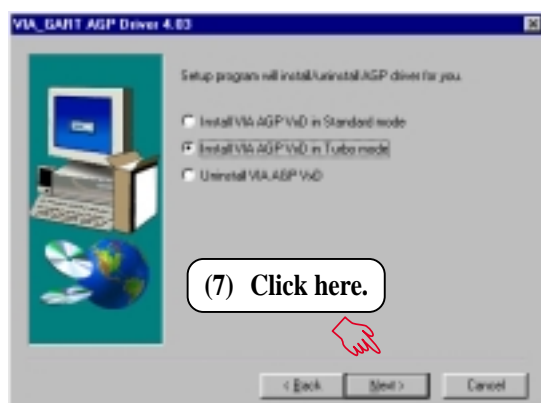 VIA_GART AGP Driver 4.03
Setup program will install/uninstall AGP driver for you.
Install VIA AGP VxD in Standard mode
Install VIA AGP VxD in Turbo mode
Uninstall VIA AGP VxD
(7) Click here.
< Back
Next >
Cancel